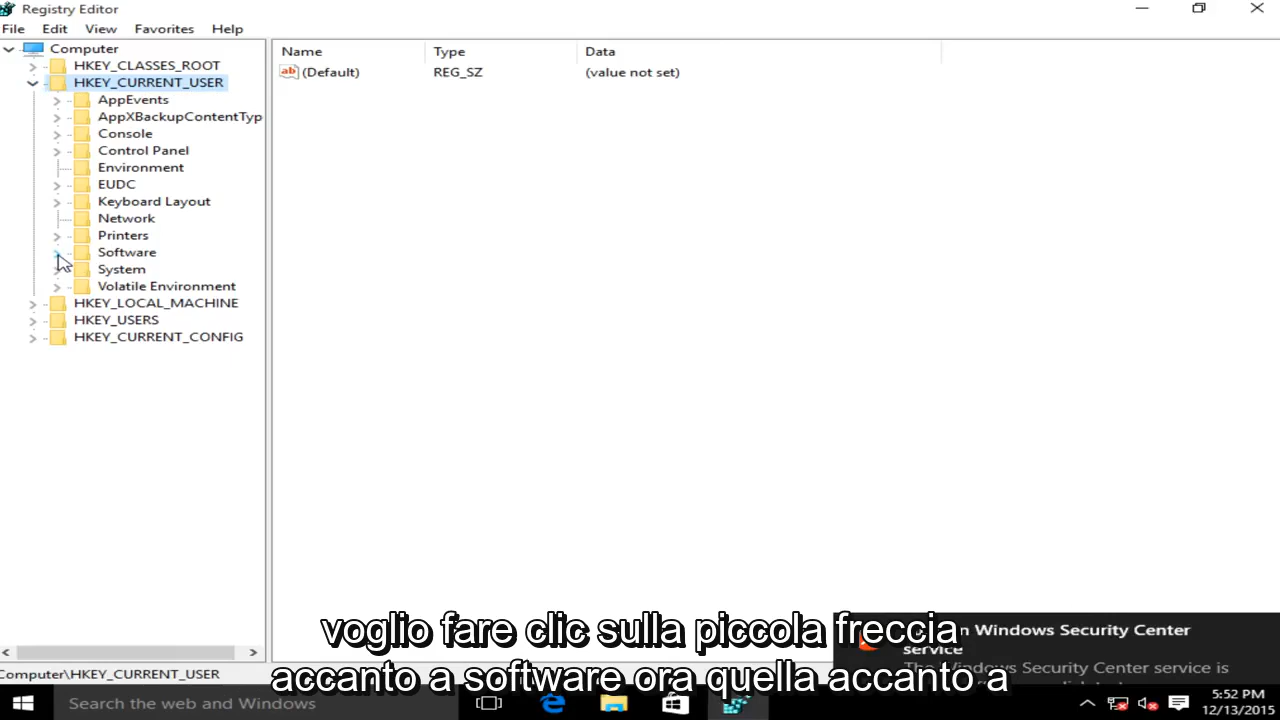 Registry Editor
File Edit View Favorites Help
Computer
HKEY_CLASSES_ROOT
HKEY_CURRENT_USER
AppEvents
AppXBackupContentTyp
Console
Control Panel
Environment
EUDC
Keyboard Layout
Network
Printers
Software
System
Volatile Environment
HKEY_LOCAL_MACHINE
HKEY_USERS
HKEY_CURRENT_CONFIG
Name Type Data
ab (Default) REG_SZ (value not set)
voglio fare clic sulla piccola freccia
accanto a software ora quella accanto a
n Windows Security Center
service
The Windows Security Center service is
Computer\HKEY_CURRENT_USER
Search the web and Windows
5:52 PM
12/13/2015